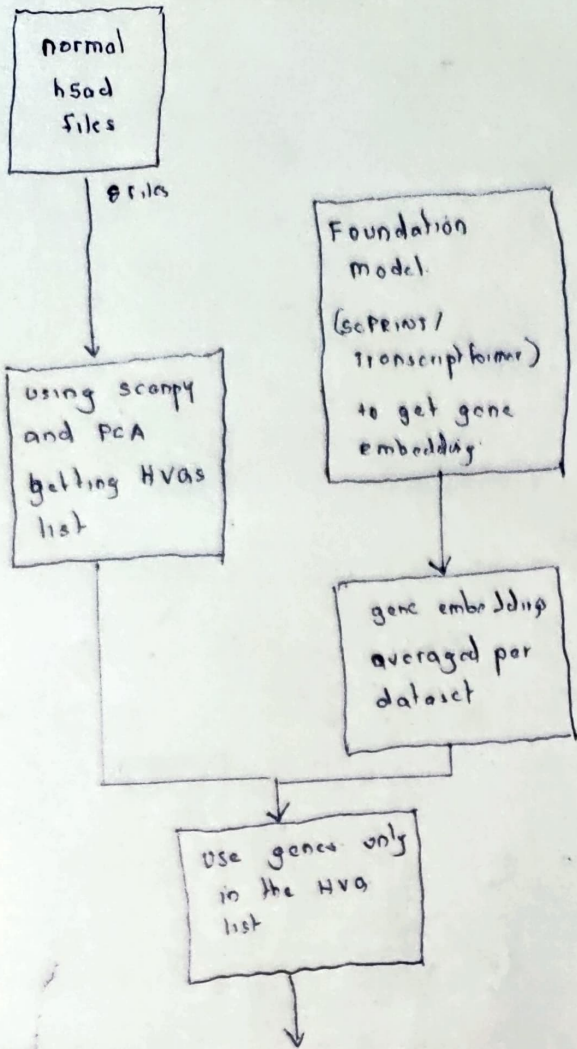 normal
h5ad
files
8 files
Foundation
model.
(scPRINT/
transcriptformer)
to get gene
embedding.
using scanpy
and PCA
getting HVGs
list
gene embeddings
averaged per
dataset
Use genes only
in the HVG
list